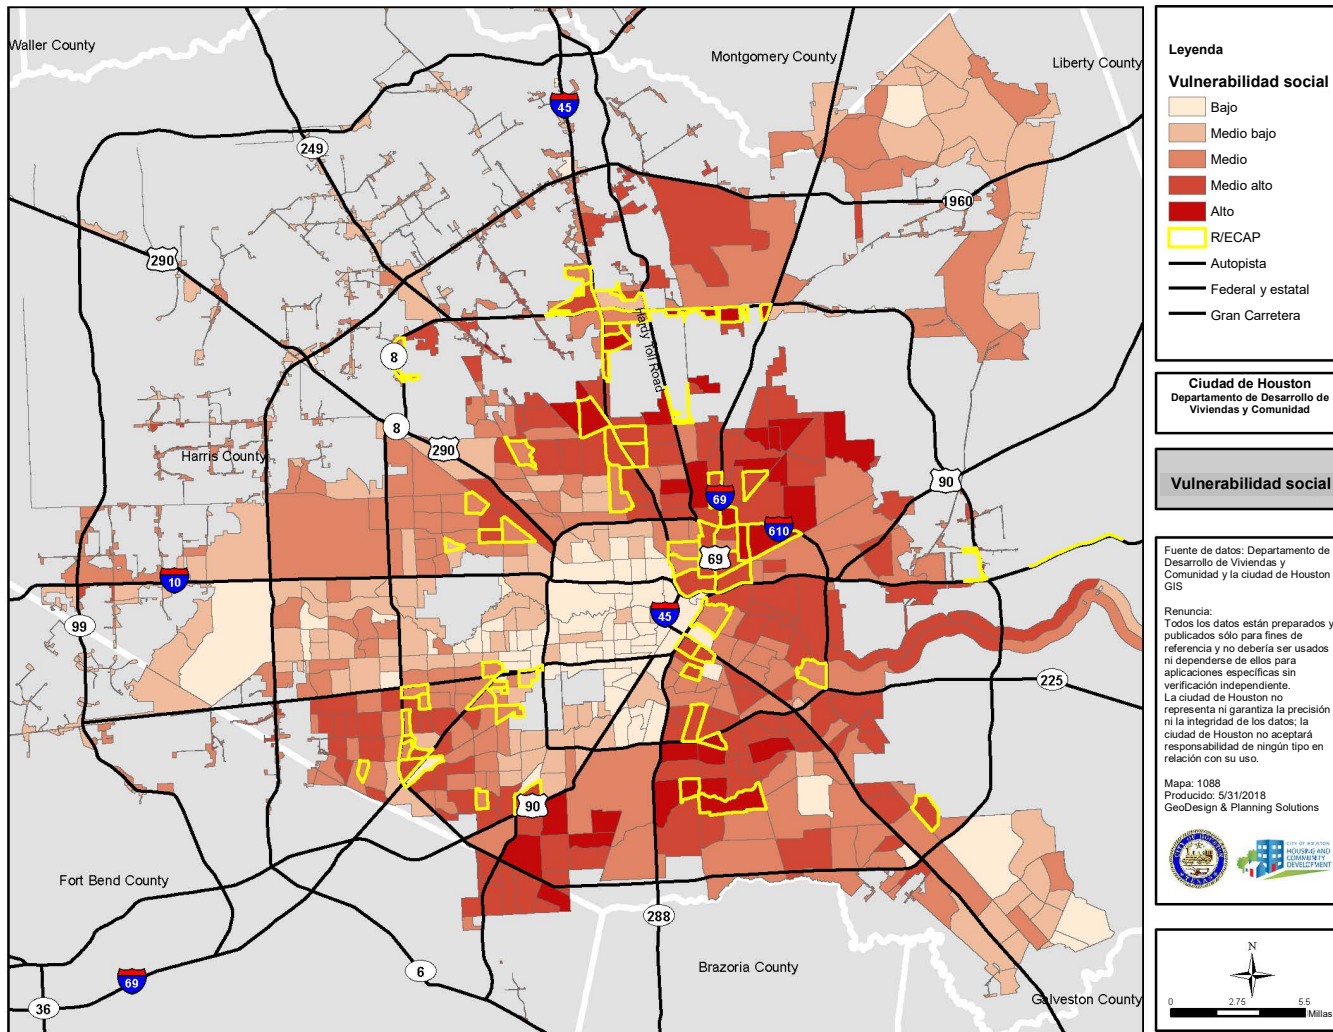 Waller County
Montgomery County
Liberty County
45
249
1960
290
Hardy Toll Road
8
8
290
Harris County
90
69
610
69
10
45
99
225
90
Fort Bend County
288
Brazoria County
6
69
36
Galveston County
Leyenda
Vulnerabilidad social
Bajo
Medio bajo
Medio
Medio alto
Alto
R/ECAP
Autopista
Federal y estatal
Gran Carretera
Ciudad de Houston
Departamento de Desarrollo de
Viviendas y Comunidad
Vulnerabilidad social
Fuente de datos: Departamento de
Desarrollo de Viviendas y
Comunidad y la ciudad de Houston
GIS
Renuncia:
Todos los datos están preparados y
publicados sólo para fines de
referencia y no debería ser usados
ni dependerse de ellos para
aplicaciones específicas sin
verificación independiente.
La ciudad de Houston no
representa ni garantiza la precisión
ni la integridad de los datos; la
ciudad de Houston no aceptará
responsabilidad de ningún tipo en
relación con su uso.
Mapa: 1088
Producido: 5/31/2018
GeoDesign & Planning Solutions
CITY OF HOUSTON
HOUSING AND
COMMUNITY
DEVELOPMENT
N
0 2.75 5.5
Millas